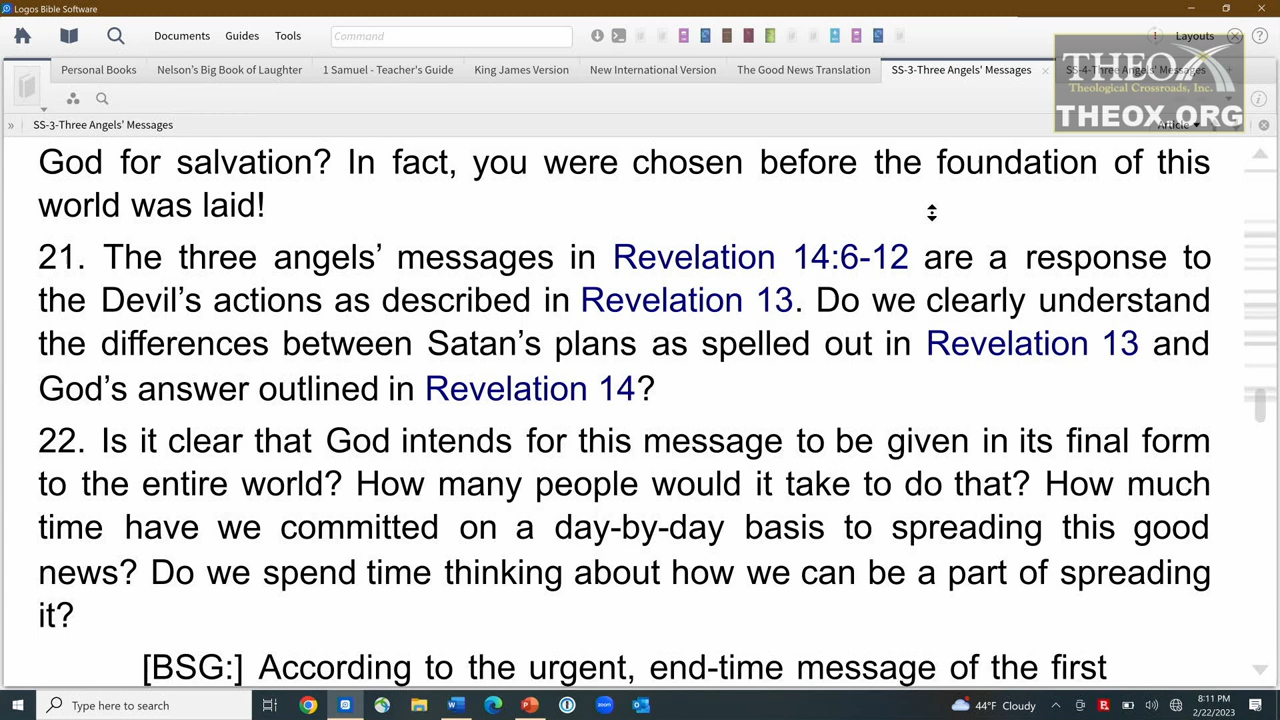 Logos Bible Software
Documents Guides Tools Command Layouts
Personal Books Nelson's Big Book of Laughter 1 Samue King James Version New International Version The Good News Translation SS-3-Three Angels' Messages SS-4-Three Angels' Messages
THEOX
Theological Crossroads, Inc.
THEOX.ORG
SS-3-Three Angels' Messages Article
God for salvation? In fact, you were chosen before the foundation of this
world was laid!
21. The three angels’ messages in Revelation 14:6-12 are a response to
the Devil’s actions as described in Revelation 13. Do we clearly understand
the differences between Satan’s plans as spelled out in Revelation 13 and
God’s answer outlined in Revelation 14?
22. Is it clear that God intends for this message to be given in its final form
to the entire world? How many people would it take to do that? How much
time have we committed on a day-by-day basis to spreading this good
news? Do we spend time thinking about how we can be a part of spreading
it?
[BSG:] According to the urgent, end-time message of the first
Type here to search
zoom
44°F Cloudy
8:11 PM
2/22/2023